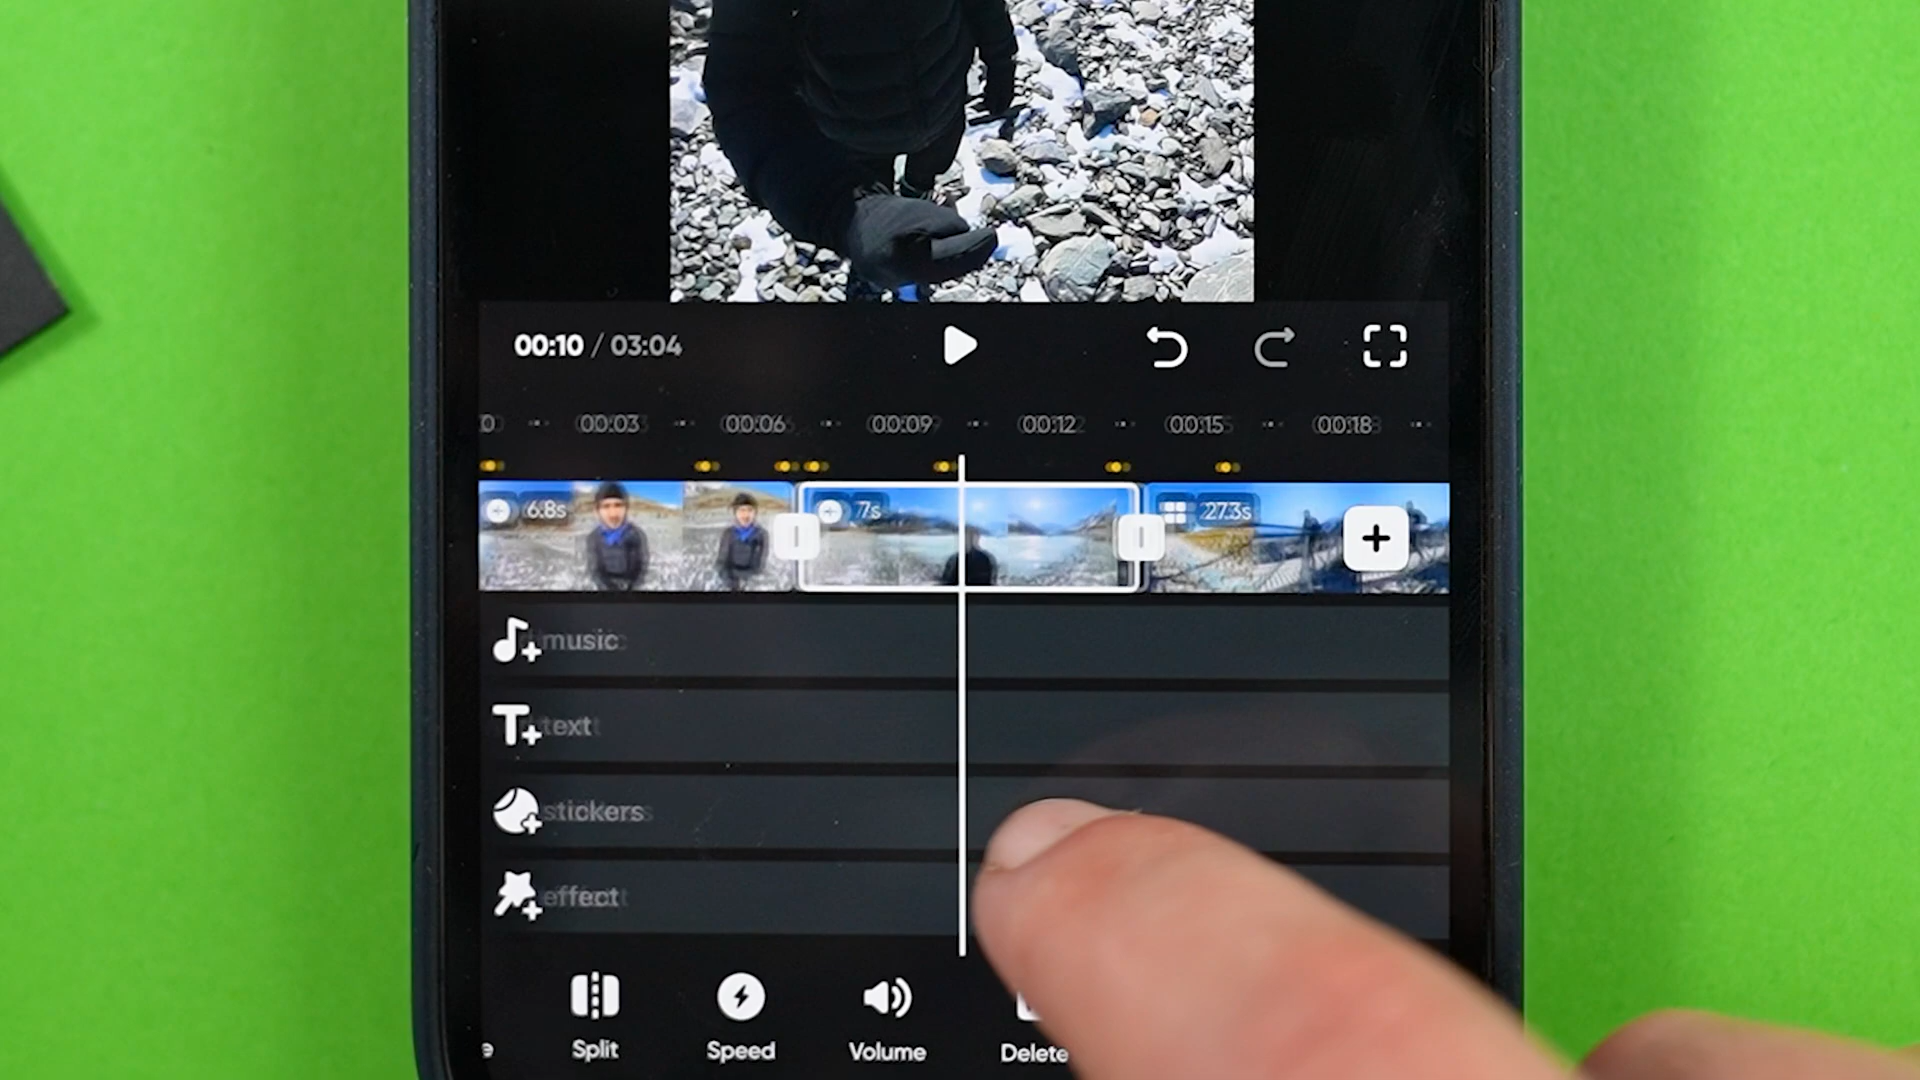 00:10 / 03:04
0 00:03 00:06 00:09 00:12 00:15 00:18
6.8s 7s 27.3s
music
text
stickers
effect
e Split Speed Volume Delete